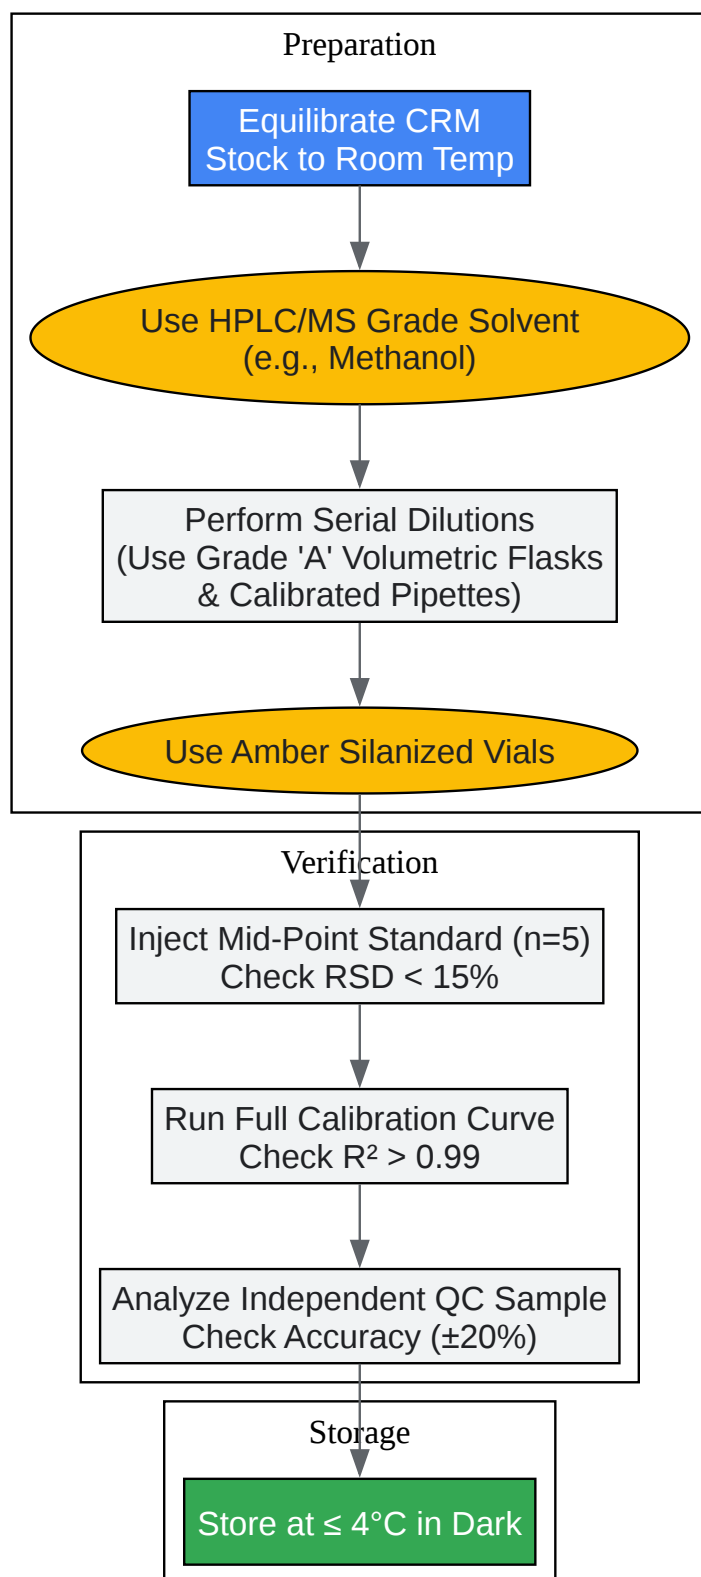 Preparation
Equilibrate CRM
Stock to Room Temp
Use HPLC/MS Grade Solvent
(e.g., Methanol)
Perform Serial Dilutions
(Use Grade 'A' Volumetric Flasks
& Calibrated Pipettes)
Use Amber Silanized Vials
Verification
Inject Mid-Point Standard (n=5)
Check RSD < 15%
Run Full Calibration Curve
Check R² > 0.99
Analyze Independent QC Sample
Check Accuracy (±20%)
Storage
Store at ≤ 4°C in Dark